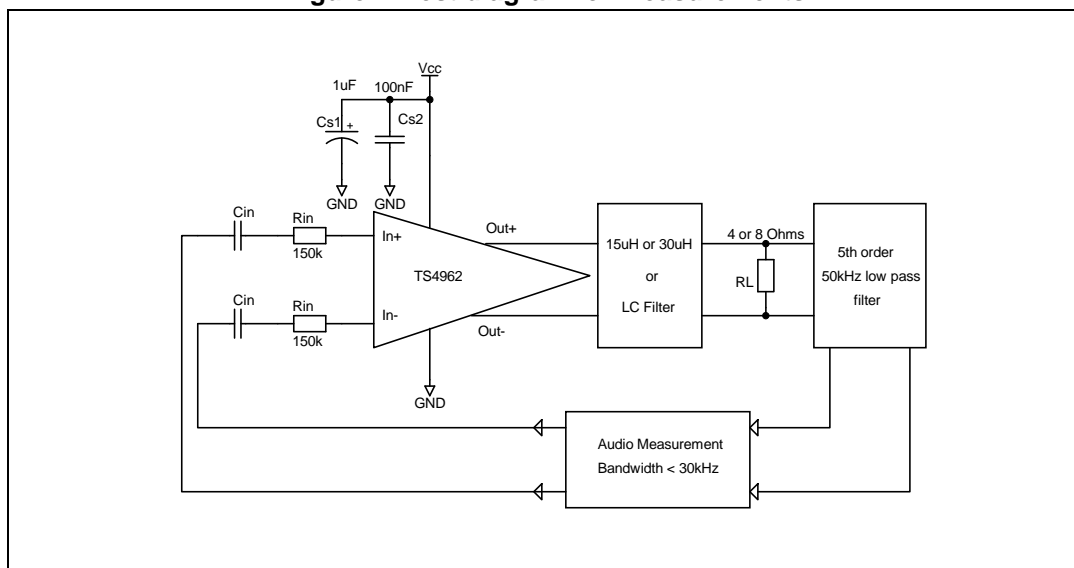 Vcc
1uF 100nF
Cs1 + Cs2
GND GND
Cin Rin
150k
In+
Out+
TS4962
Cin Rin
150k
In-
Out-
GND
15uH or 30uH
or
LC Filter
4 or 8 Ohms
RL
5th order
50kHz low pass
filter
Audio Measurement
Bandwidth < 30kHz